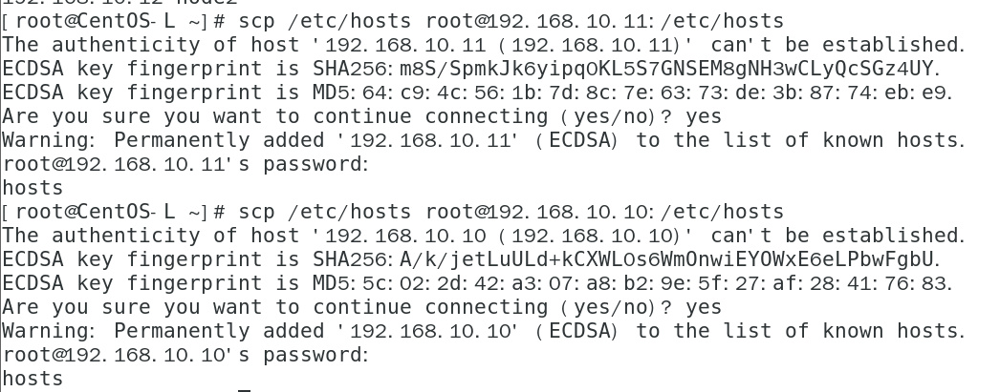 192.168.10.12 node2
[root@CentOS-L ~]# scp /etc/hosts root@192.168.10.11:/etc/hosts
The authenticity of host '192.168.10.11 (192.168.10.11)' can't be established.
ECDSA key fingerprint is SHA256:m8S/SpmkJk6yipqOKL5S7GNSEM8gNH3wCLyQcSGz4UY.
ECDSA key fingerprint is MD5:64:c9:4c:56:1b:7d:8c:7e:63:73:de:3b:87:74:eb:e9.
Are you sure you want to continue connecting (yes/no)? yes
Warning: Permanently added '192.168.10.11' (ECDSA) to the list of known hosts.
root@192.168.10.11's password:
hosts
[root@CentOS-L ~]# scp /etc/hosts root@192.168.10.10:/etc/hosts
The authenticity of host '192.168.10.10 (192.168.10.10)' can't be established.
ECDSA key fingerprint is SHA256:A/k/jetLuULd+kCXWLOs6WmOnwiEYOWxE6eLPbwFgbU.
ECDSA key fingerprint is MD5:5c:02:2d:42:a3:07:a8:b2:9e:5f:27:af:28:41:76:83.
Are you sure you want to continue connecting (yes/no)? yes
Warning: Permanently added '192.168.10.10' (ECDSA) to the list of known hosts.
root@192.168.10.10's password:
hosts